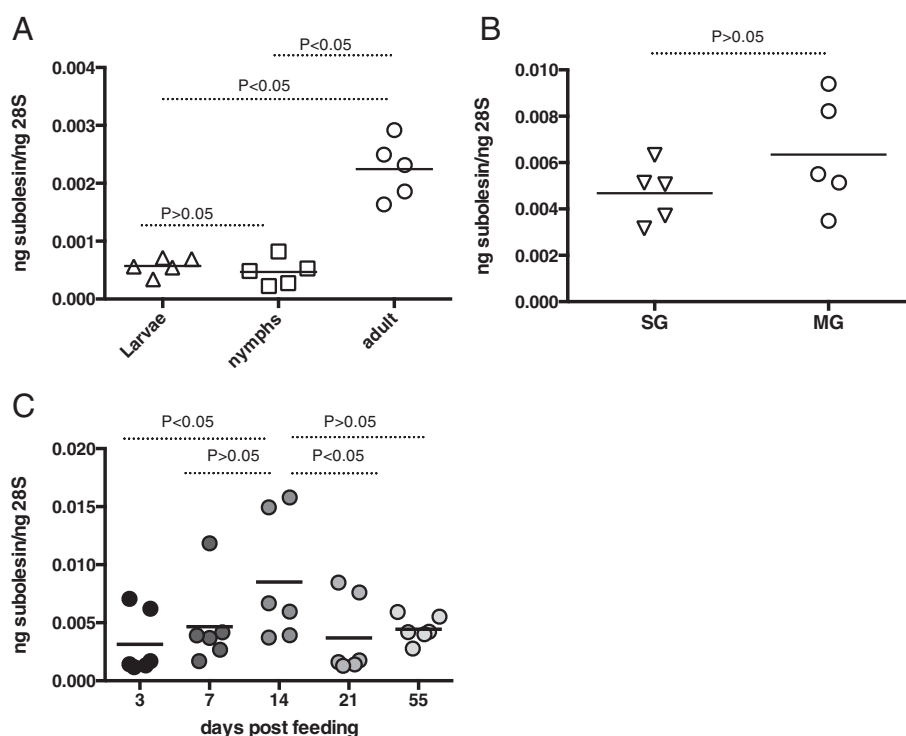 A
P<0.05
P<0.05
P>0.05
ng subolesin/ng 28S
0.004
0.003
0.002
0.001
0.000
Larvae
nymphs
adult
B
P>0.05
ng subolesin/ng 28S
0.010
0.008
0.006
0.004
0.002
0.000
SG
MG
C
P<0.05
P>0.05
P>0.05
P<0.05
ng subolesin/ng 28S
0.020
0.015
0.010
0.005
0.000
3 7 14 21 55
days post feeding